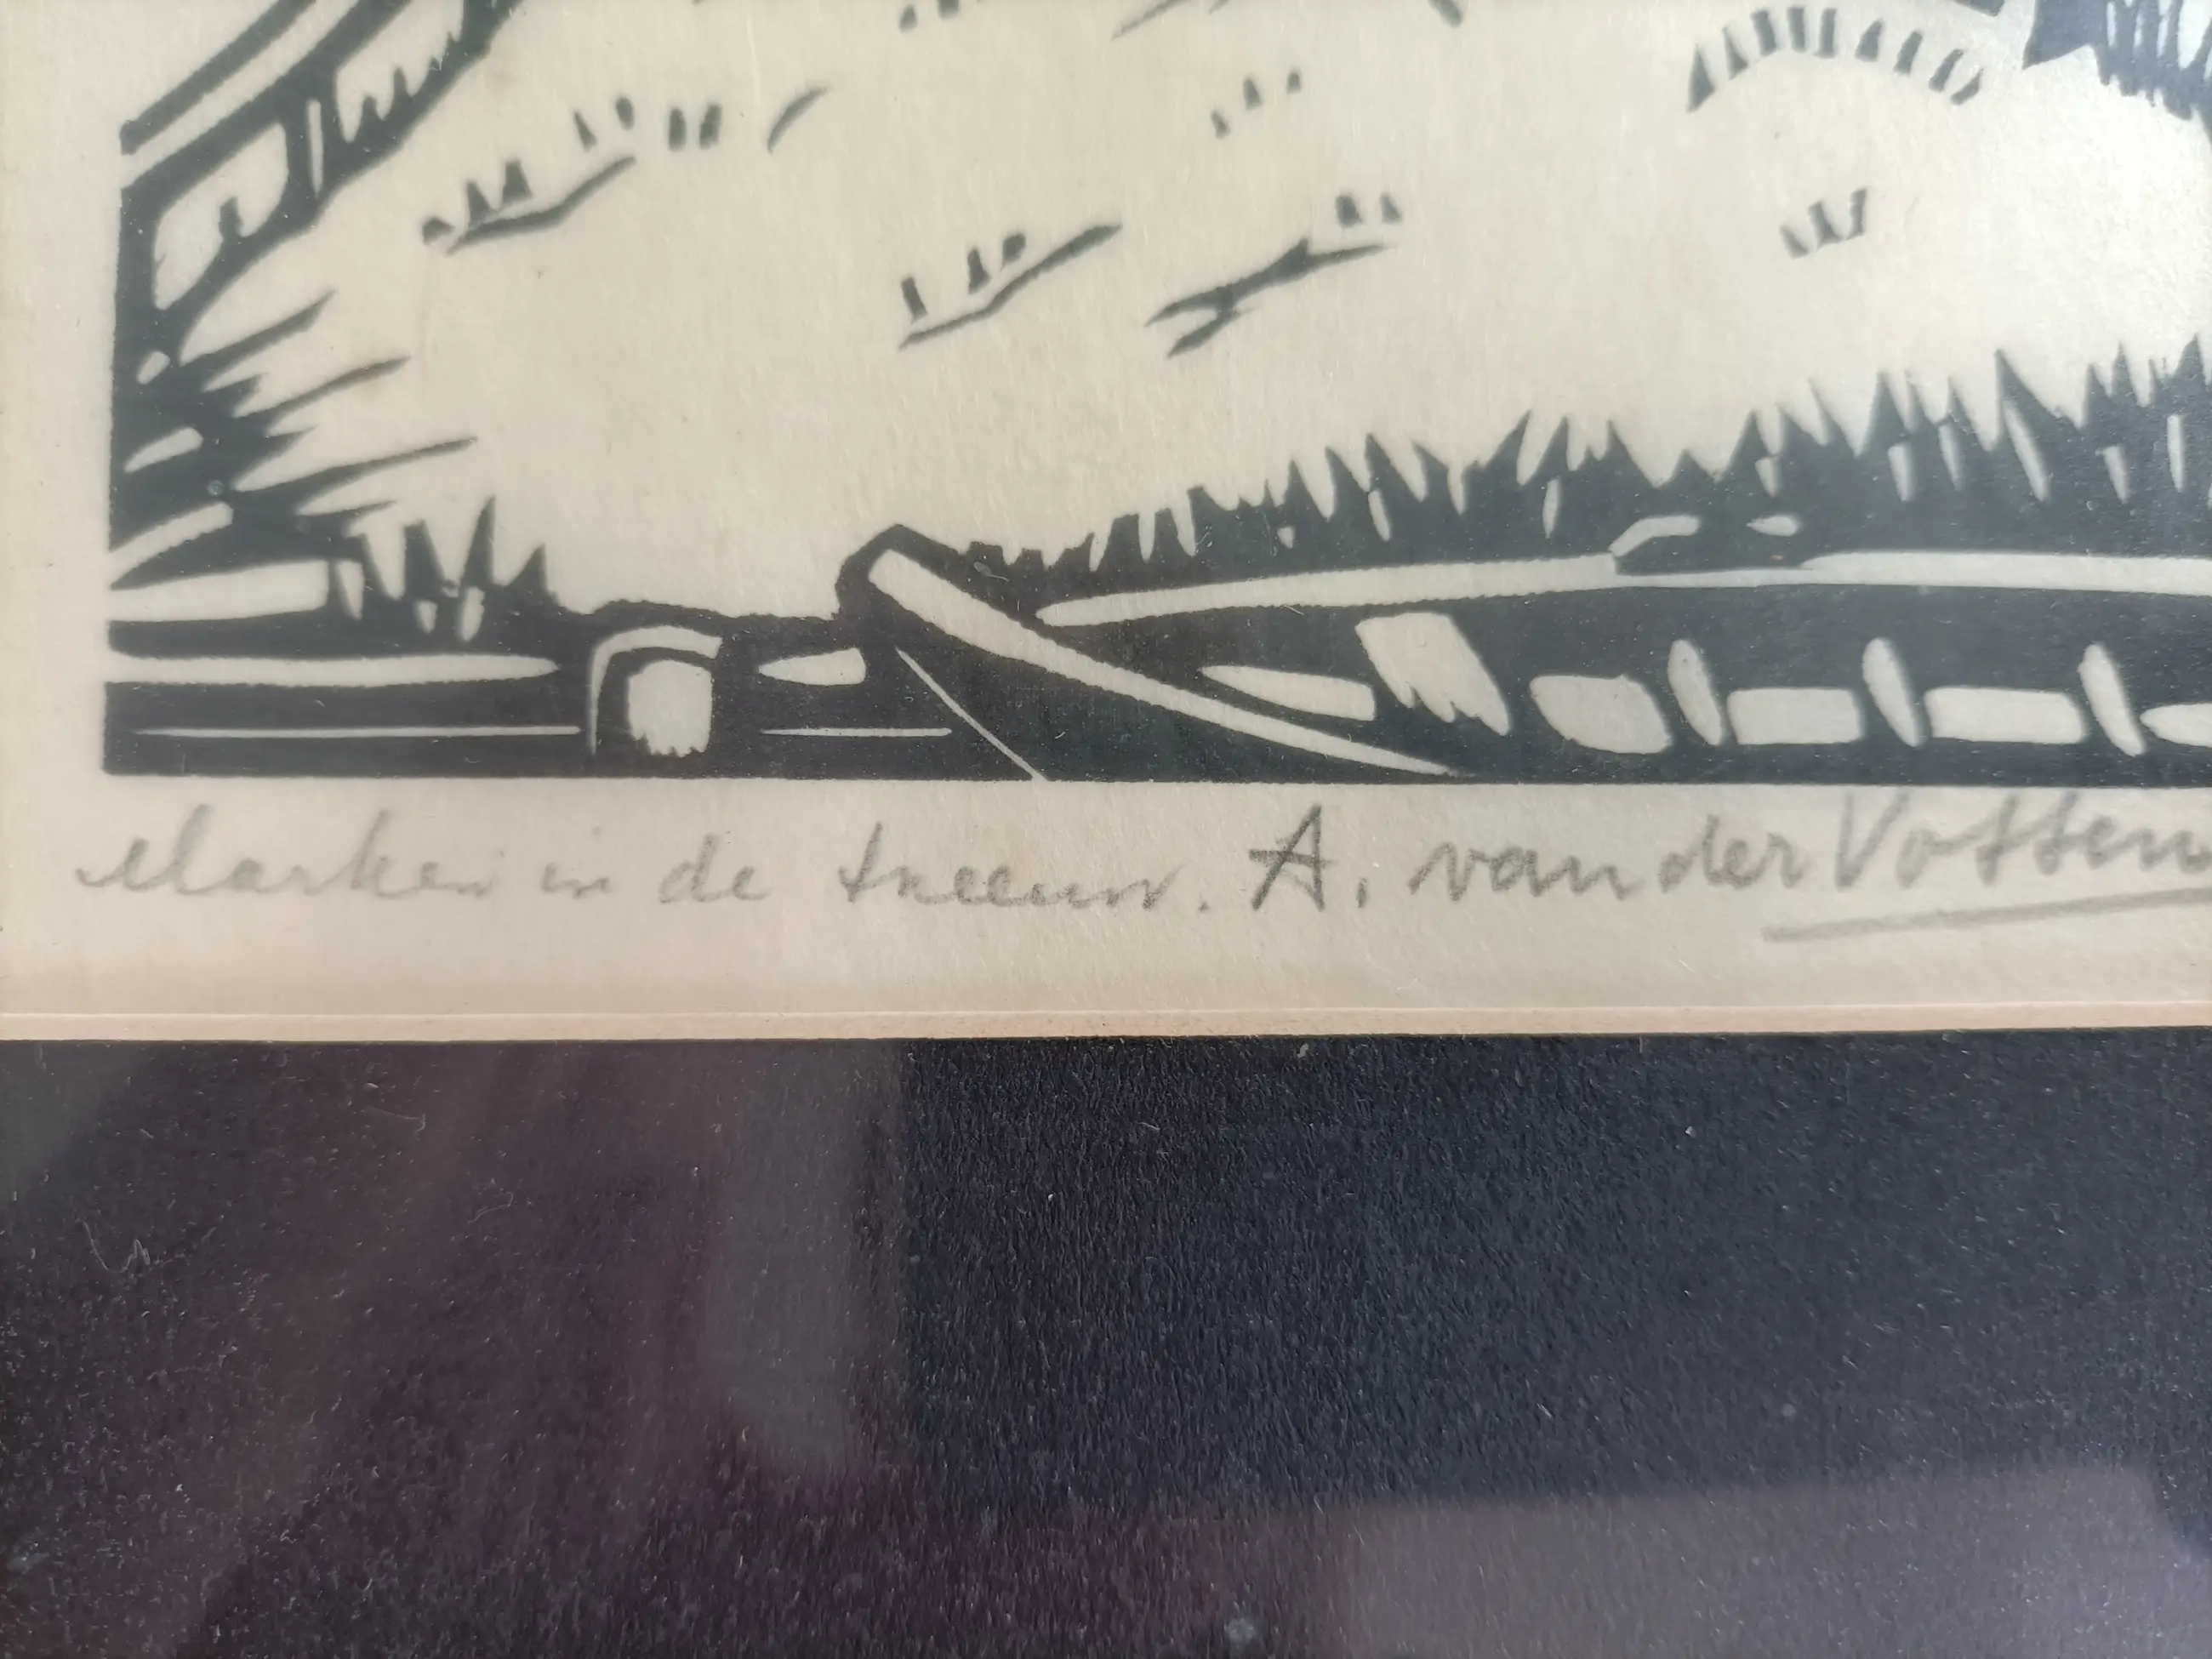 Marken in de sneeuw. A. van der Vossen